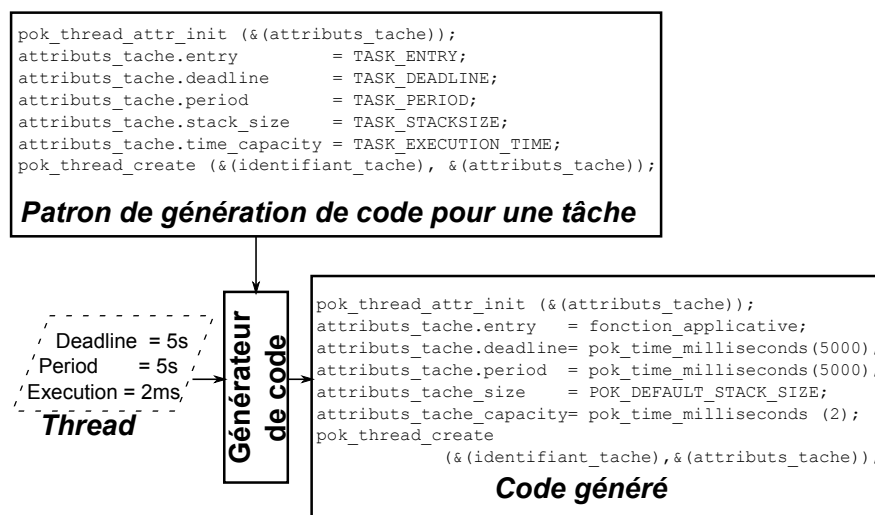 pok_thread_attr_init (&(attributs_tache));
attributs_tache.entry = TASK_ENTRY;
attributs_tache.deadline = TASK_DEADLINE;
attributs_tache.period = TASK_PERIOD;
attributs_tache.stack_size = TASK_STACKSIZE;
attributs_tache.time_capacity = TASK_EXECUTION_TIME;
pok_thread_create (&(identifiant_tache), &(attributs_tache));
Patron de génération de code pour une tâche
Deadline = 5s
Period = 5s
Execution = 2ms
Thread
Générateur
de code
pok_thread_attr_init (&(attributs_tache));
attributs_tache.entry = fonction_applicative;
attributs_tache.deadline= pok_time_milliseconds(5000),
attributs_tache.period = pok_time_milliseconds(5000),
attributs_tache_size = POK_DEFAULT_STACK_SIZE;
attributs_tache_capacity= pok_time_milliseconds (2);
pok_thread_create
(&(identifiant_tache),&(attributs_tache)),
Code généré